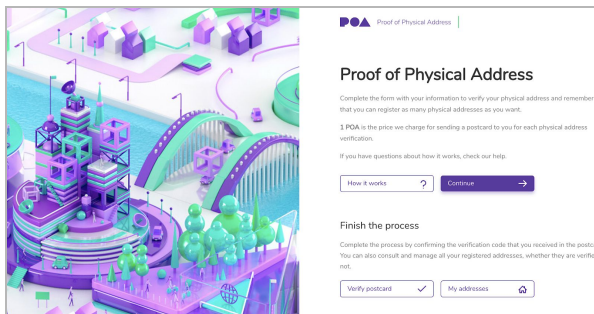 POA Proof of Physical Address
Proof of Physical Address
Complete the form with your information to verify your physical address and remember
that you can register as many physical addresses as you want.
1 POA is the price we charge for sending a postcard to you for each physical address
verification.
If you have questions about how it works, check our help.
How it works ? Continue →
Finish the process
Complete the process by confirming the verification code that you received in the postc
You can also consult and manage all your registered addresses, whether they are verifie
not.
Verify postcard My addresses